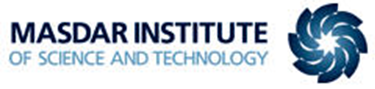 MASDAR INSTITUTE
OF SCIENCE AND TECHNOLOGY